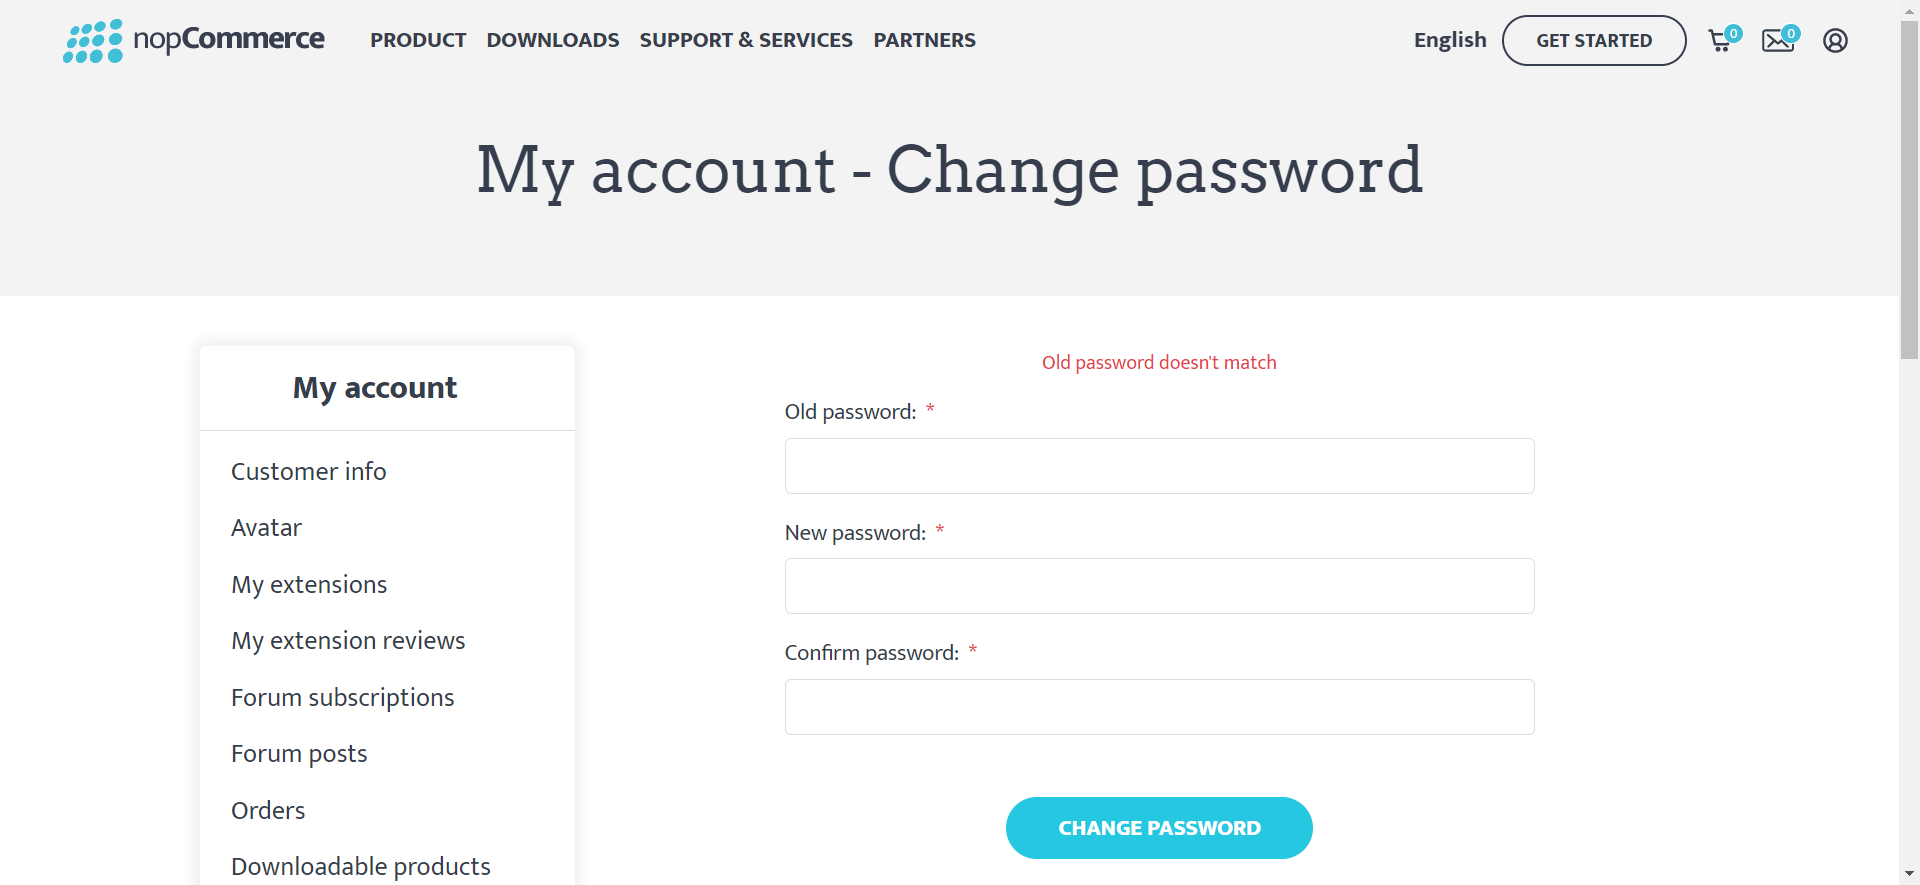 nopCommerce PRODUCT DOWNLOADS SUPPORT & SERVICES PARTNERS English GET STARTED 0 0
My account - Change password
My account
Customer info
Avatar
My extensions
My extension reviews
Forum subscriptions
Forum posts
Orders
Downloadable products
Old password doesn't match
Old password: *
New password: *
Confirm password: *
CHANGE PASSWORD